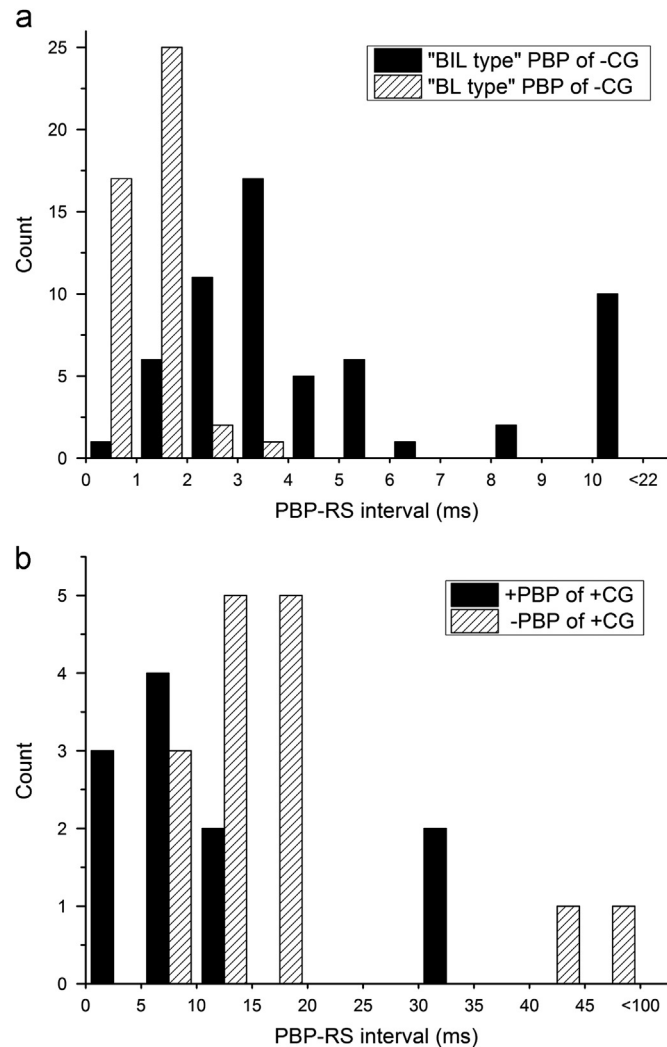 a
25
20
15
10
5
0
Count
"BIL type" PBP of -CG
"BL type" PBP of -CG
0 1 2 3 4 5 6 7 8 9 10 <22
PBP-RS interval (ms)
b
5
4
3
2
1
0
Count
+PBP of +CG
-PBP of +CG
0 5 10 15 20 25 30 35 40 45 <100
PBP-RS interval (ms)